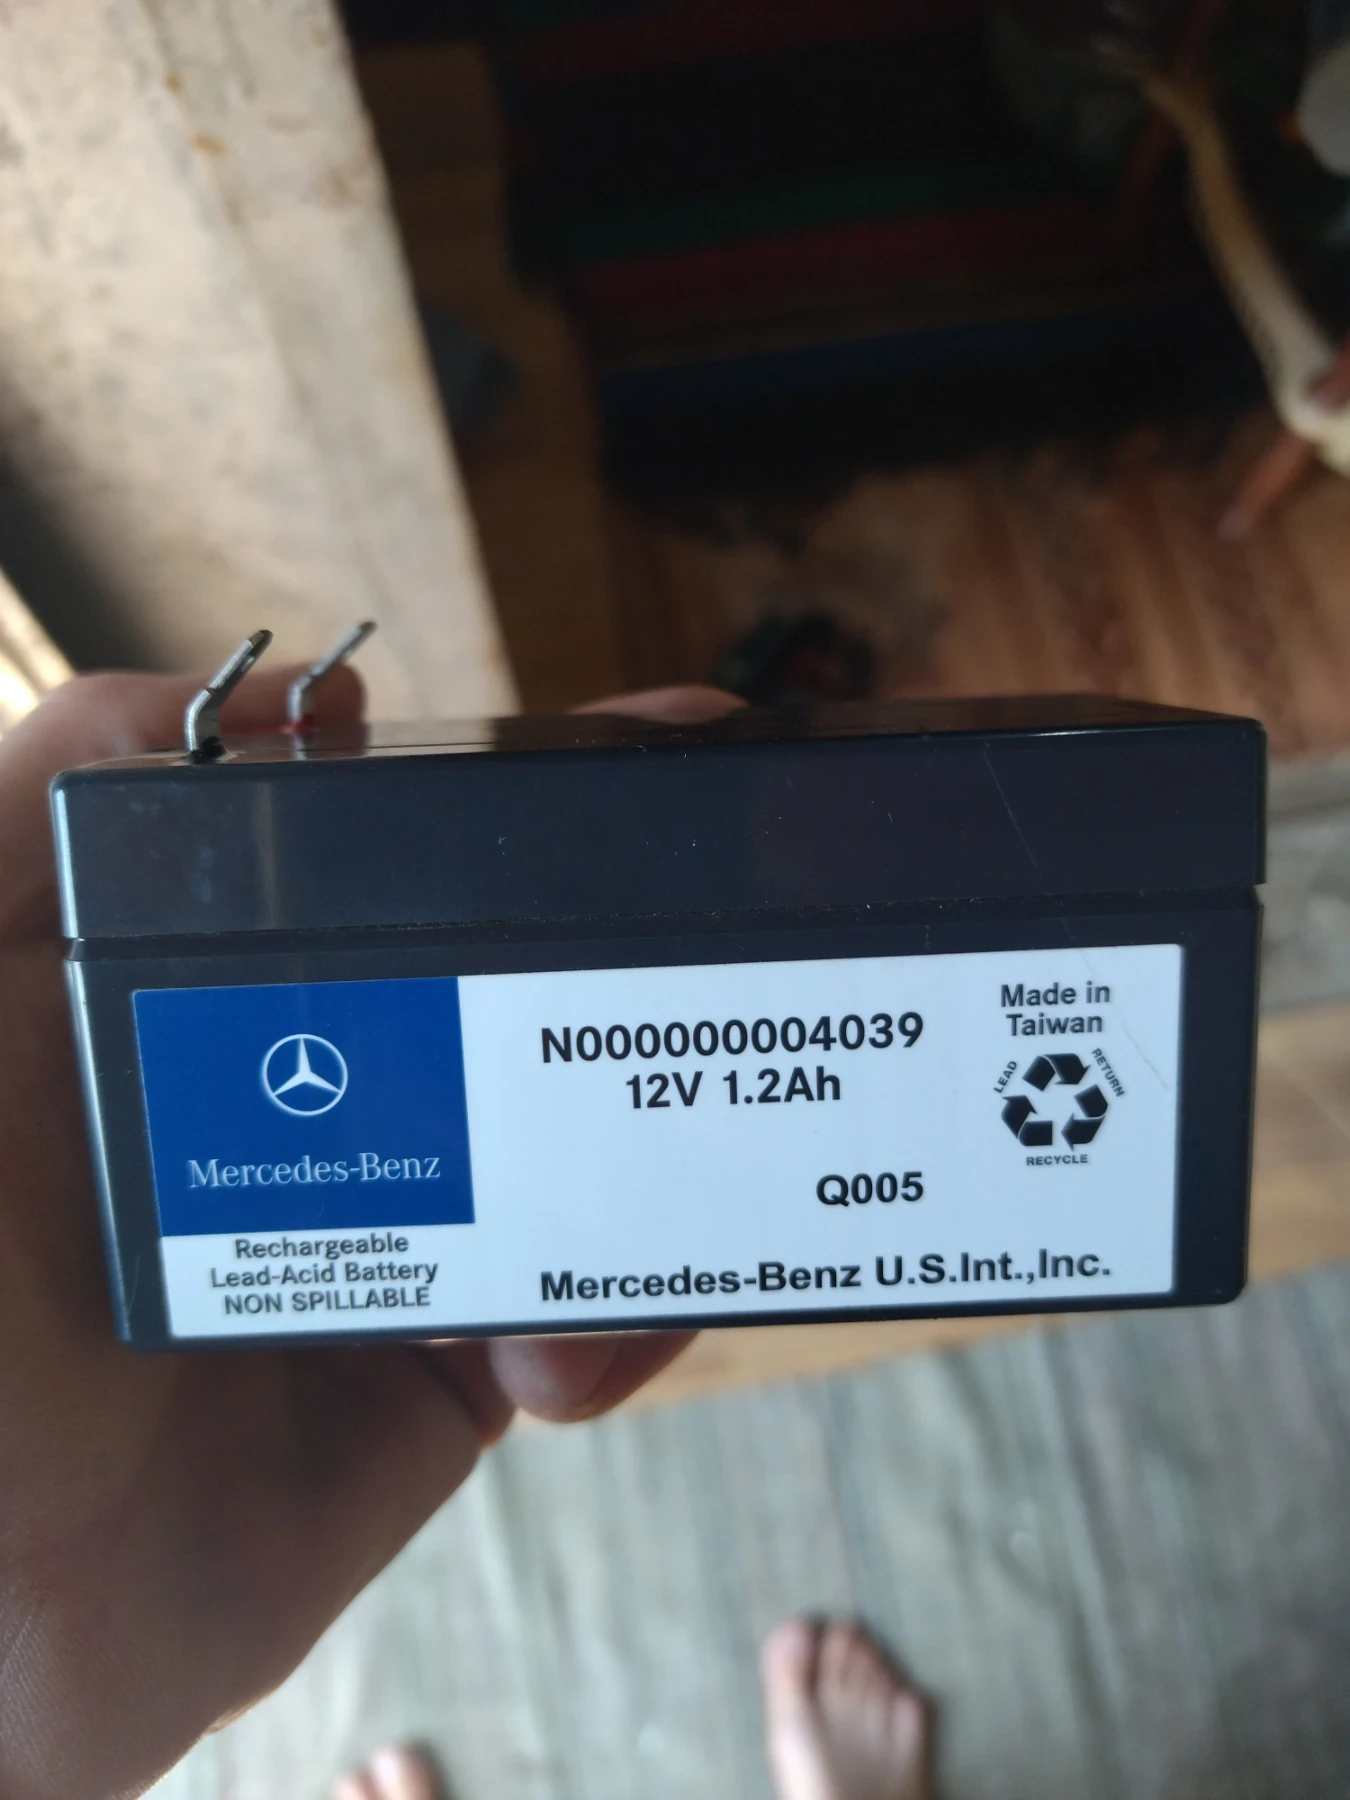 N000000004039
12V 1.2Ah
Made in
Taiwan
LEAD
RETURN
RECYCLE
Mercedes-Benz
Q005
Rechargeable
Lead-Acid Battery
NON SPILLABLE
Mercedes-Benz U.S.Int.,Inc.